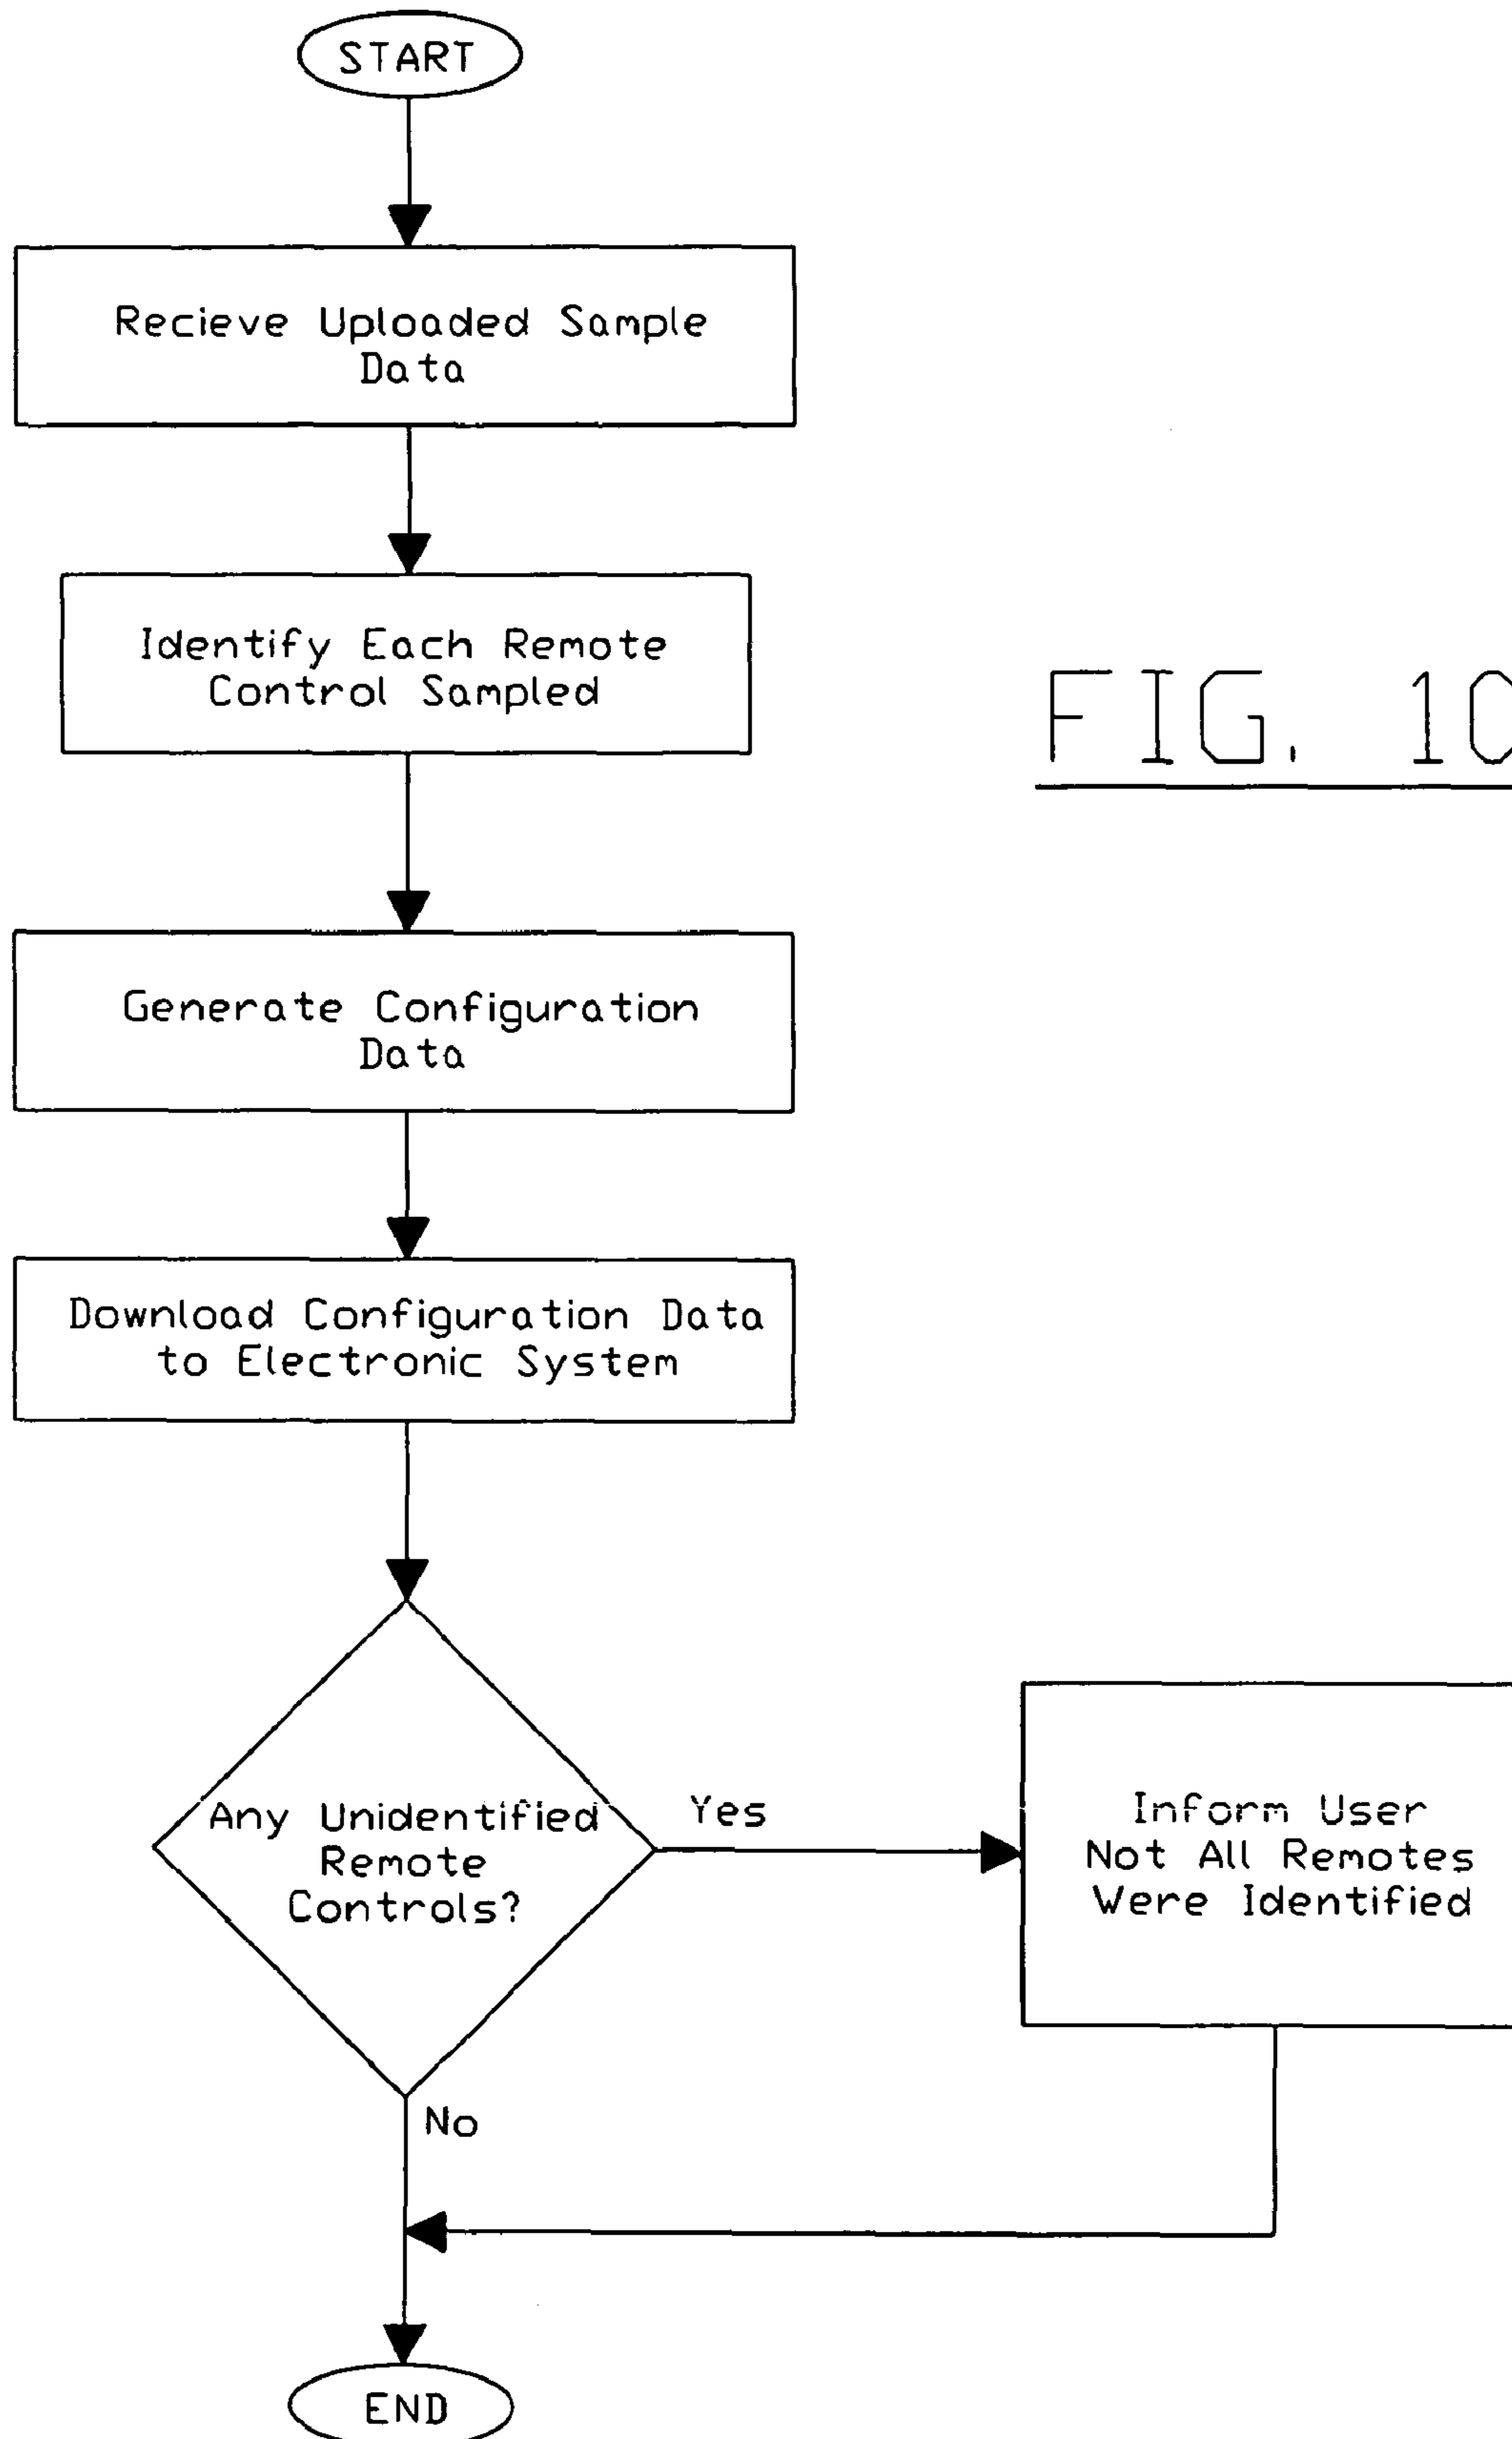 START
Recieve Uploaded Sample
Data
Identify Each Remote
Control Sampled
FIG. 10
Generate Configuration
Data
Download Configuration Data
to Electronic System
Any Unidentified
Remote
Controls?
Yes
Inform User
Not All Remotes
Were Identified
No
END